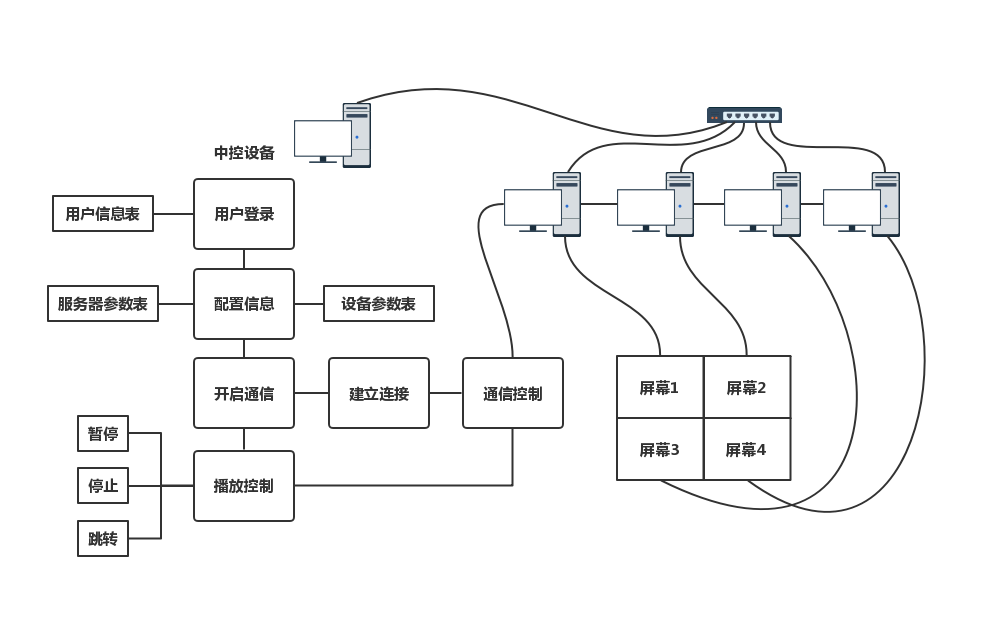 中控设备
用户信息表
用户登录
服务器参数表
配置信息
设备参数表
开启通信
建立连接
通信控制
屏幕1
屏幕2
屏幕3
屏幕4
暂停
停止
播放控制
跳转